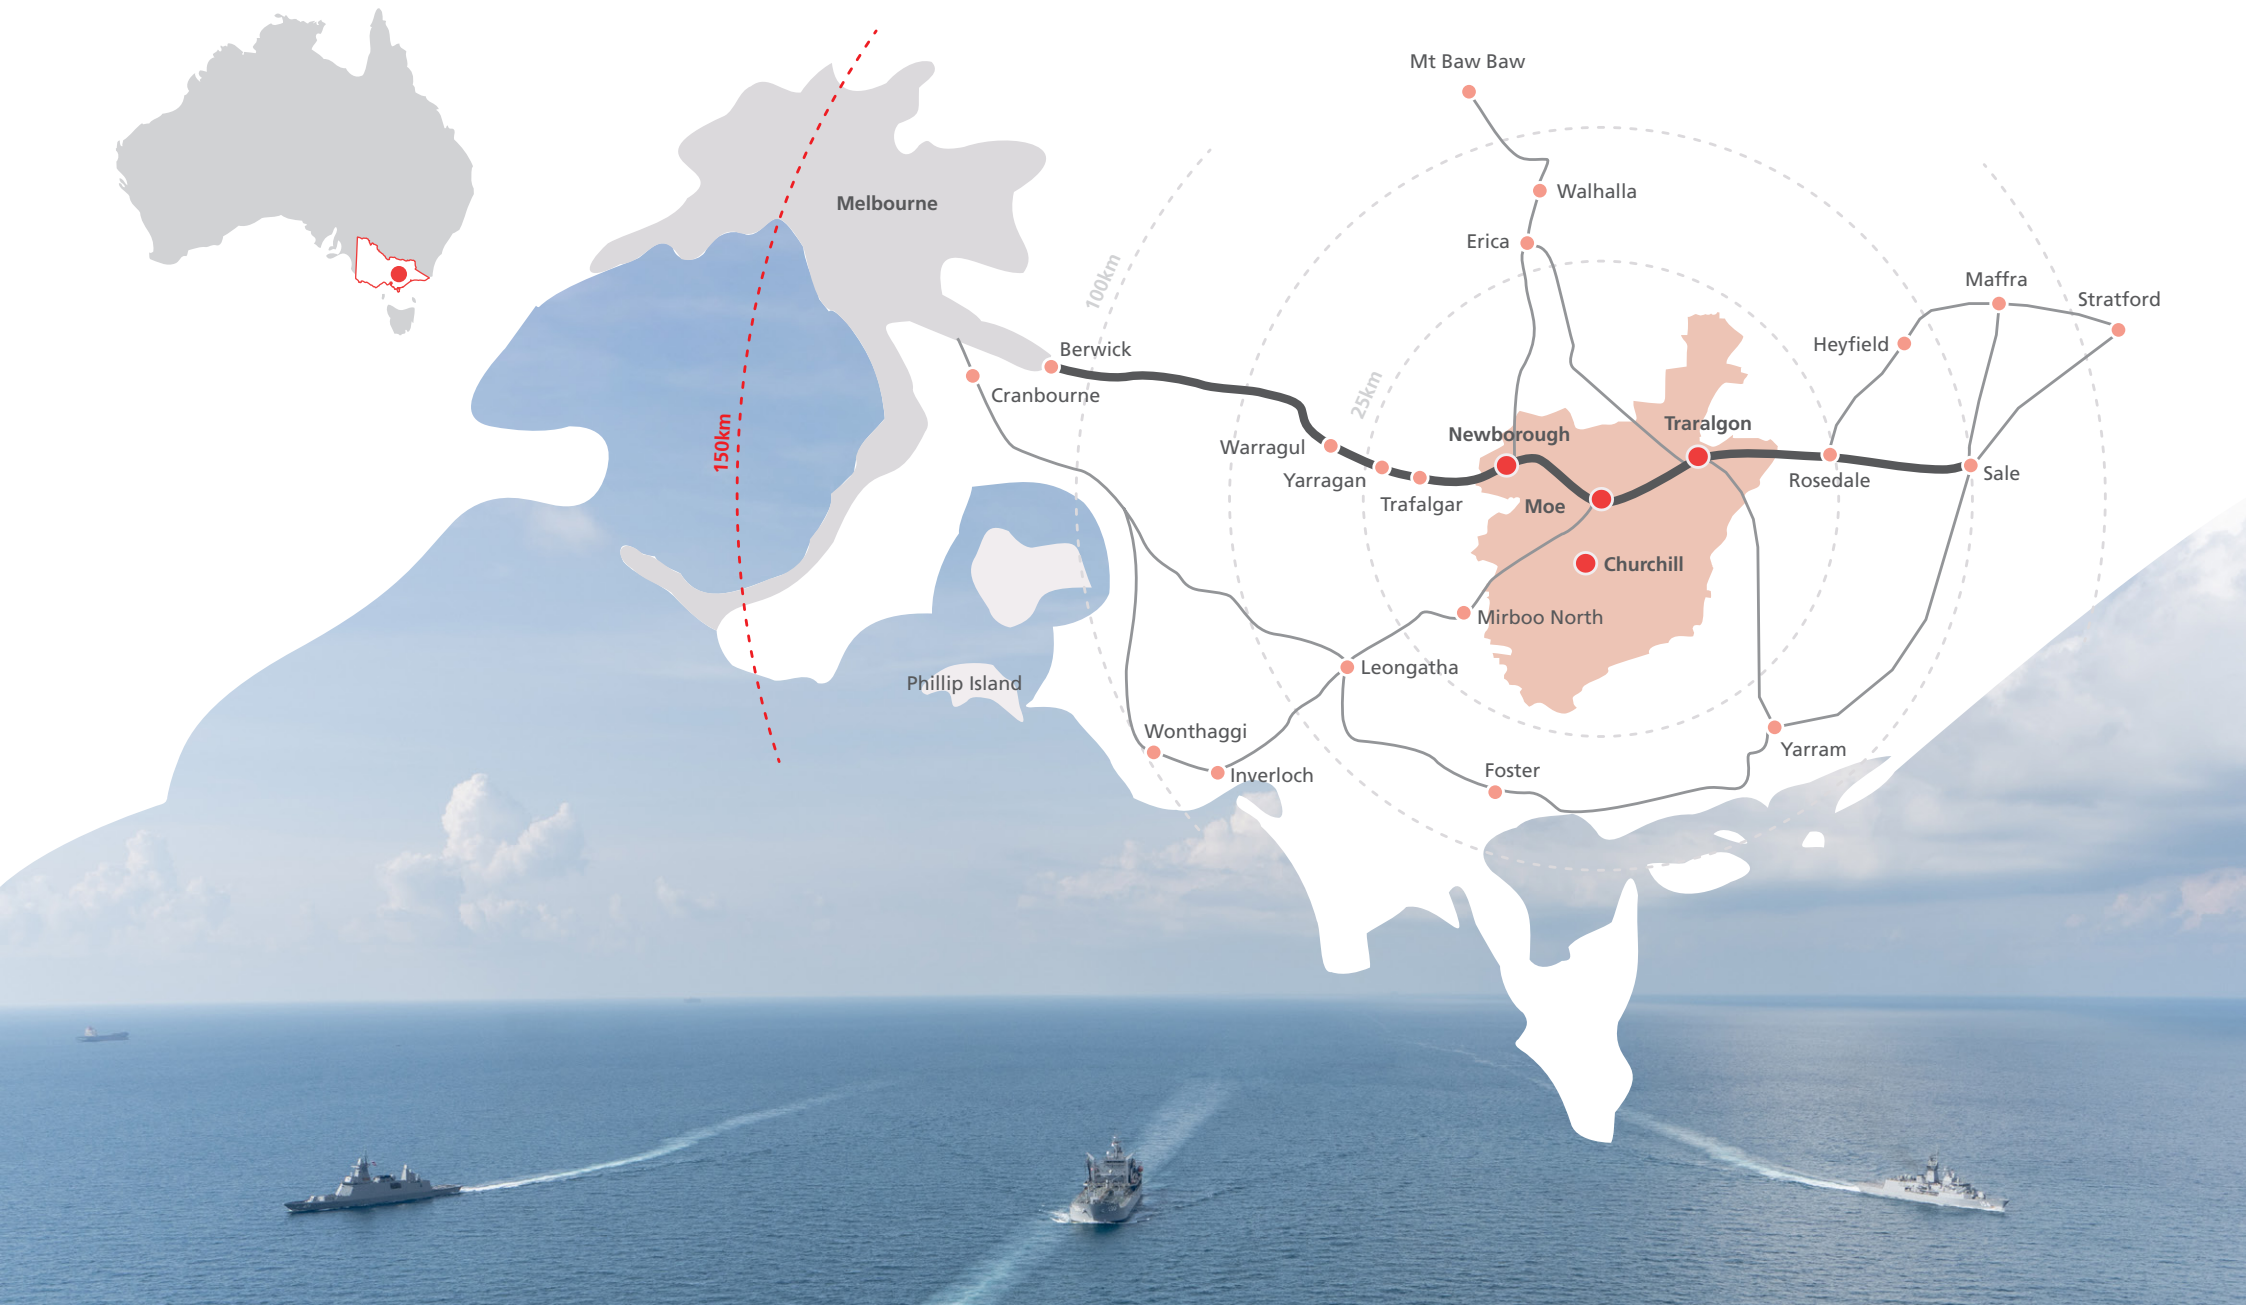 Mt Baw Baw
Walhalla
Melbourne
Erica
100km
Maffra
Stratford
Heyfield
Berwick
Cranbourne
25km
150km
Newborough
Traralgon
Warragul
Yarragan
Trafalgar
Moe
Rosedale
Sale
Churchill
Mirboo North
Leongatha
Phillip Island
Wonthaggi
Inverloch
Foster
Yarram